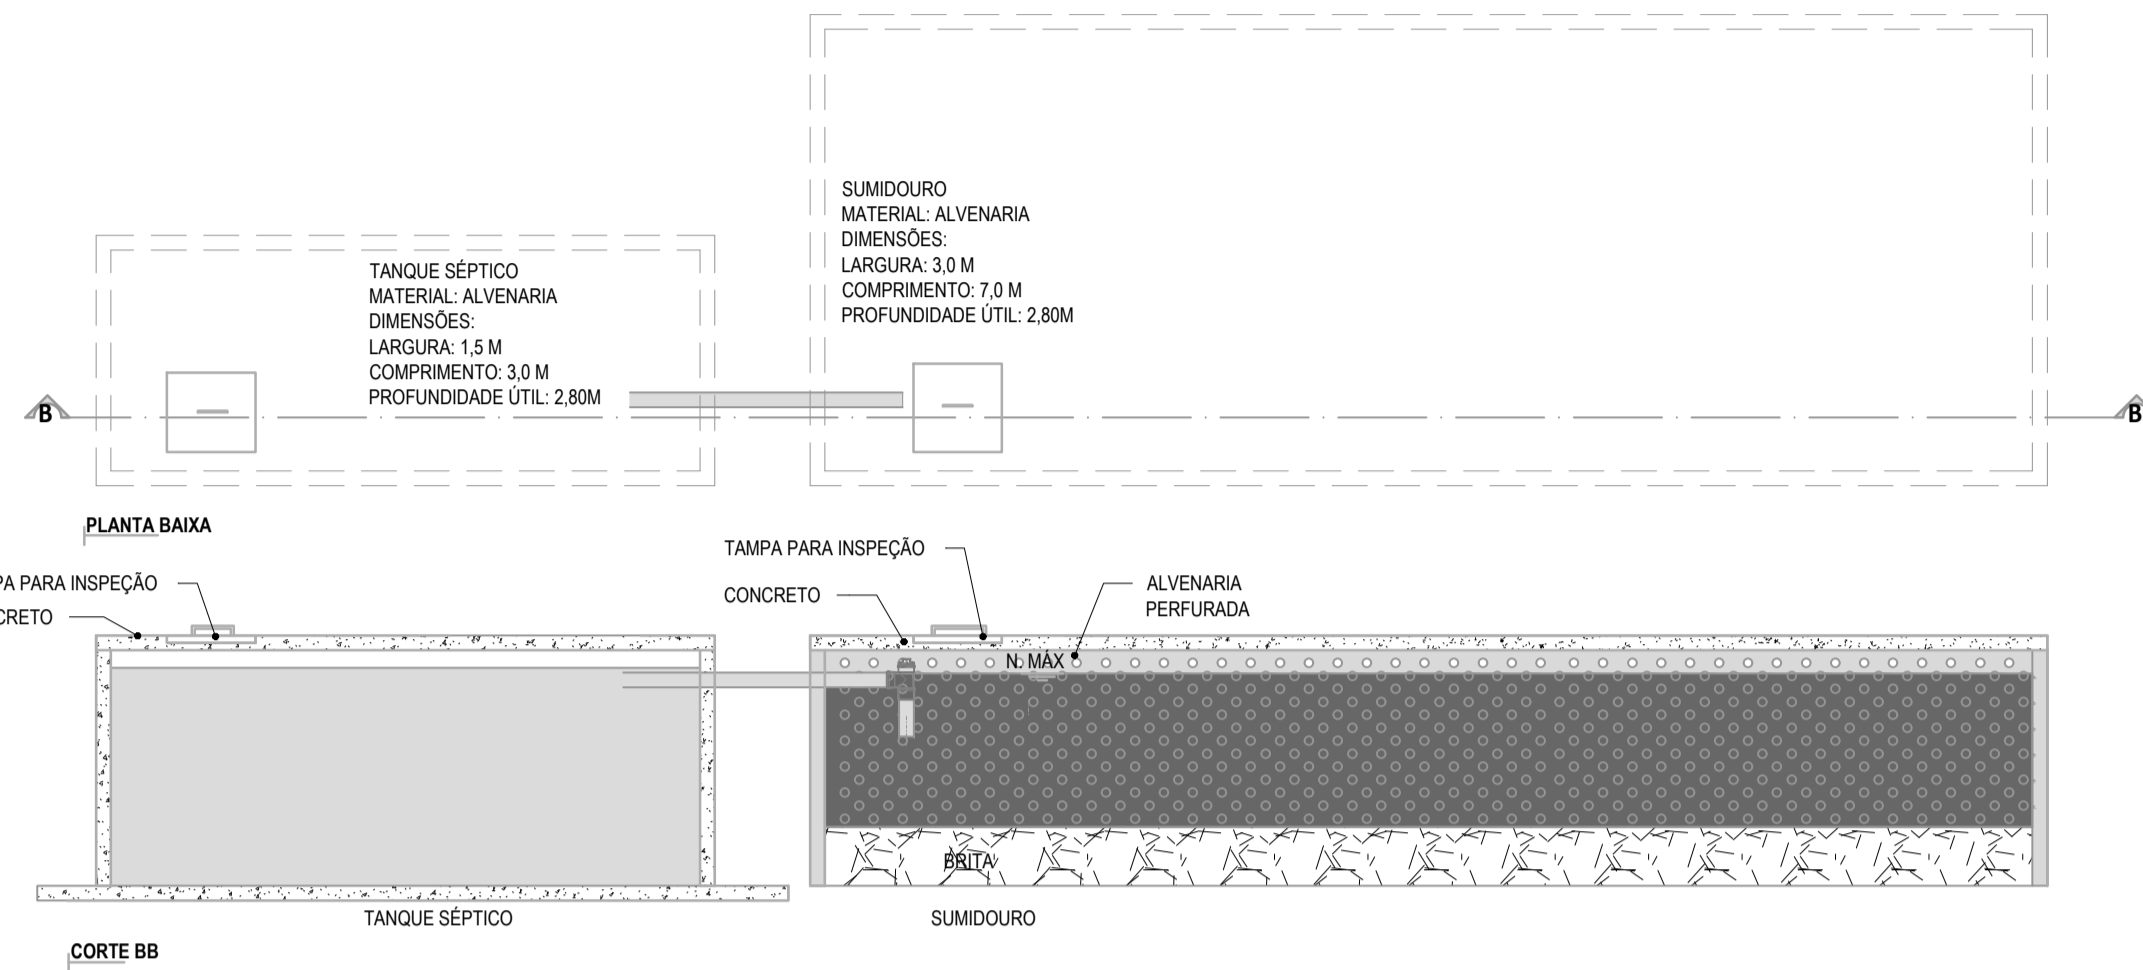 SUMIDOURO
MATERIAL: ALVENARIA
DIMENSÕES:
LARGURA: 3,0 M
COMPRIMENTO: 7,0 M
PROFUNDIDADE ÚTIL: 2,80M
TANQUE SÉPTICO
MATERIAL: ALVENARIA
DIMENSÕES:
LARGURA: 1,5 M
COMPRIMENTO: 3,0 M
PROFUNDIDADE ÚTIL: 2,80M
B
B
PLANTA BAIXA
TAMPA PARA INSPEÇÃO
PA PARA INSPEÇÃO
ALVENARIA
PERFURADA
CONCRETO
CRETO
N. MÁX
BRITA
TANQUE SÉPTICO
SUMIDOURO
CORTE BB